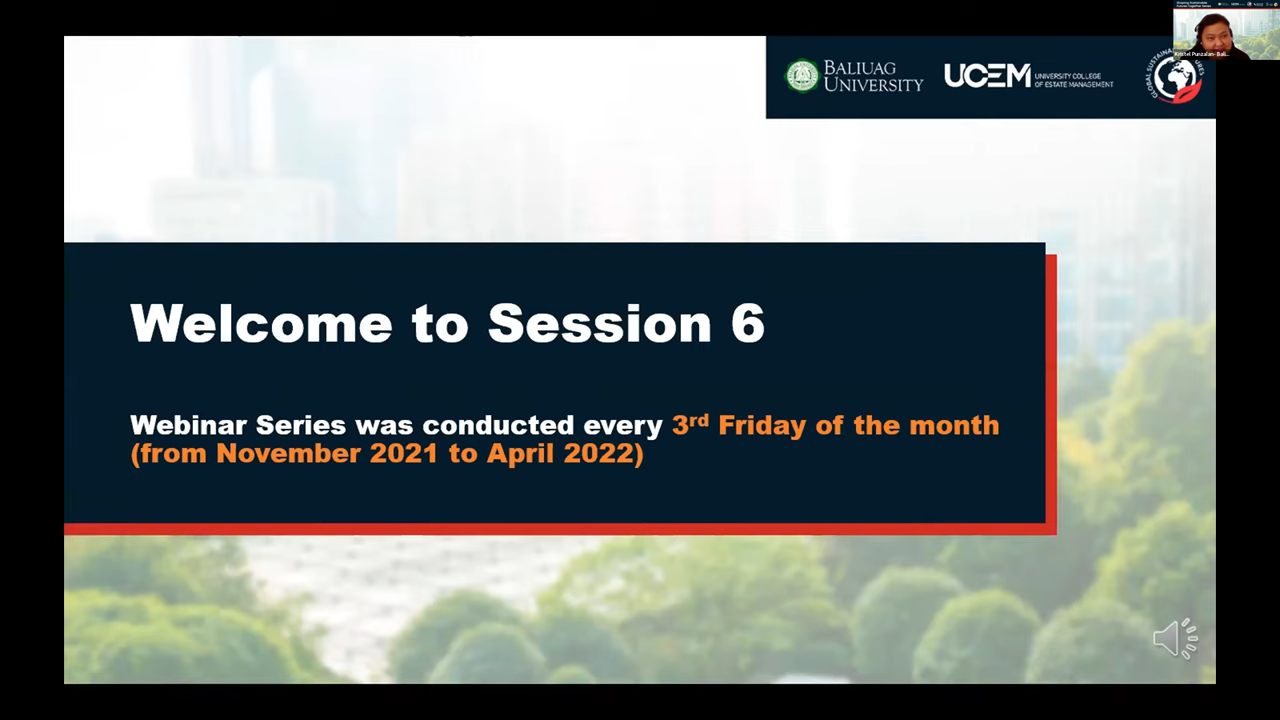 BALIUAG
UNIVERSITY
UCEM
UNIVERSITY COLLEGE
OF ESTATE MANAGEMENT
Welcome to Session 6
Webinar Series was conducted every 3rd Friday of the month
(from November 2021 to April 2022)